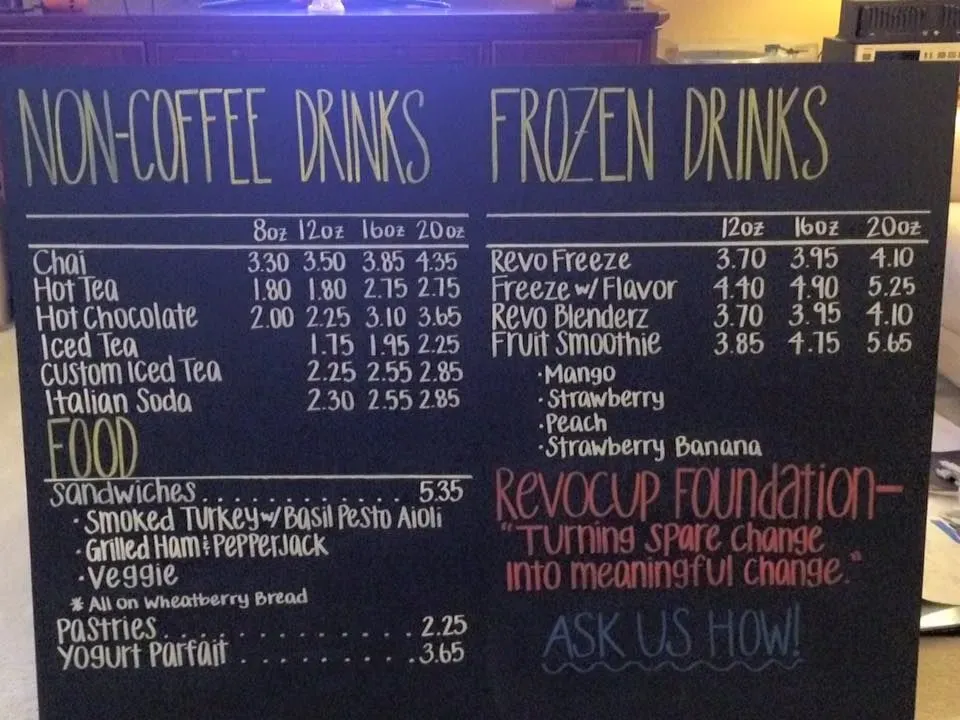 NON-COFFEE DRINKS
8oz 12oz 16oz 20oz
Chai 3.30 3.50 3.85 4.35
Hot Tea 1.80 1.80 2.75 2.75
Hot Chocolate 2.00 2.25 3.10 3.65
Iced Tea 1.75 1.95 2.25
Custom Iced Tea 2.25 2.55 2.85
Italian Soda 2.30 2.55 2.85
FOOD
Sandwiches . . . . . . . . . . . . . 5.35
· Smoked Turkey w/ Basil Pesto Aioli
· Grilled Ham & Pepperjack
· Veggie
* All on Wheatberry Bread
Pastries . . . . . . . . . . . . . 2.25
Yogurt Parfait . . . . . . . . . . 3.65
FROZEN DRINKS
12oz 16oz 20oz
Revo Freeze 3.70 3.95 4.10
Freeze w/ Flavor 4.40 4.90 5.25
Revo Blenderz 3.70 3.95 4.10
Fruit Smoothie 3.85 4.75 5.65
· Mango
· Strawberry
· Peach
· Strawberry Banana
Revocup Foundation-
"Turning spare change
into meaningful change."
ASK US HOW!